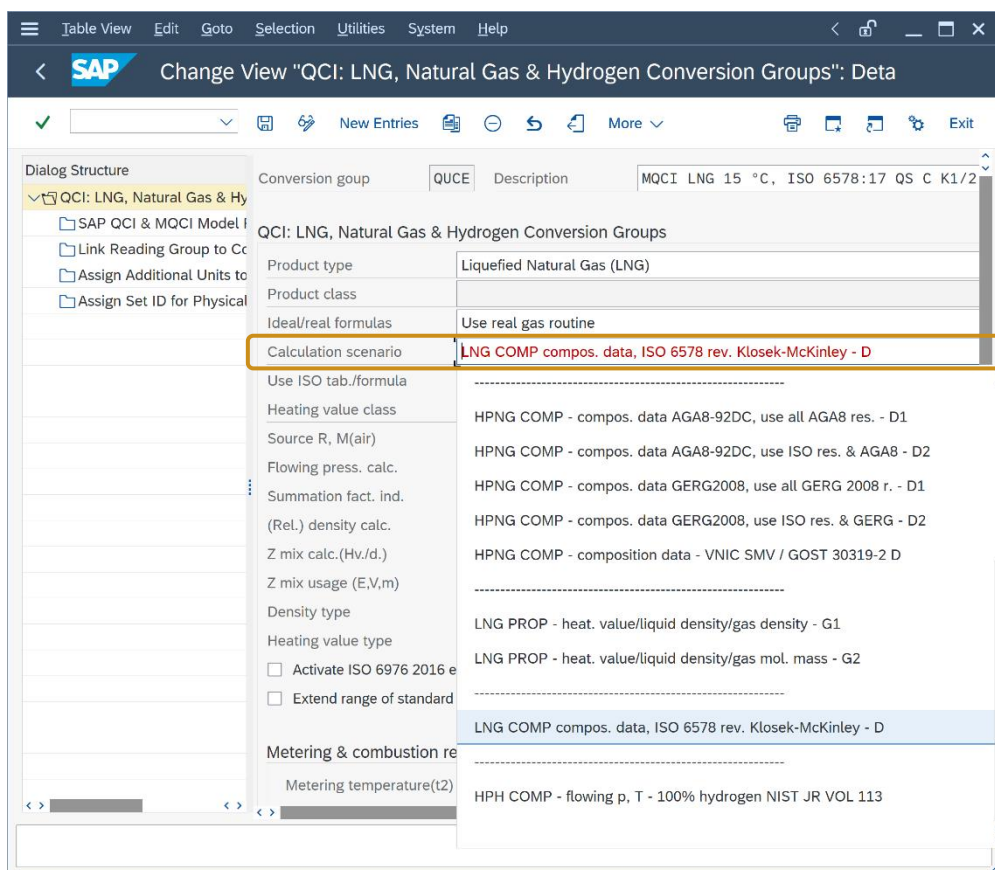 Table View Edit Goto Selection Utilities System Help
SAP Change View "QCI: LNG, Natural Gas & Hydrogen Conversion Groups": Deta
New Entries More Exit
Dialog Structure
QCI: LNG, Natural Gas & Hy
SAP QCI & MQCI Model F
Link Reading Group to Co
Assign Additional Units to
Assign Set ID for Physical
Conversion goup QUCE Description MQCI LNG 15 °C, ISO 6578:17 QS C K1/2
QCI: LNG, Natural Gas & Hydrogen Conversion Groups
Product type Liquefied Natural Gas (LNG)
Product class
Ideal/real formulas Use real gas routine
Calculation scenario LNG COMP compos. data, ISO 6578 rev. Klosek-McKinley - D
Use ISO tab./formula
Heating value class
Source R, M(air)
Flowing press. calc.
Summation fact. ind.
(Rel.) density calc.
Z mix calc.(Hv./d.)
Z mix usage (E,V,m)
Density type
Heating value type
Activate ISO 6976 2016 e
Extend range of standard
Metering & combustion re
Metering temperature(t2)
----------------------------------------------------------
HPNG COMP - compos. data AGA8-92DC, use all AGA8 res. - D1
HPNG COMP - compos. data AGA8-92DC, use ISO res. & AGA8 - D2
HPNG COMP - compos. data GERG2008, use all GERG 2008 r. - D1
HPNG COMP - compos. data GERG2008, use ISO res. & GERG - D2
HPNG COMP - composition data - VNIC SMV / GOST 30319-2 D
----------------------------------------------------------
LNG PROP - heat. value/liquid density/gas density - G1
LNG PROP - heat. value/liquid density/gas mol. mass - G2
----------------------------------------------------------
LNG COMP compos. data, ISO 6578 rev. Klosek-McKinley - D
----------------------------------------------------------
HPH COMP - flowing p, T - 100% hydrogen NIST JR VOL 113